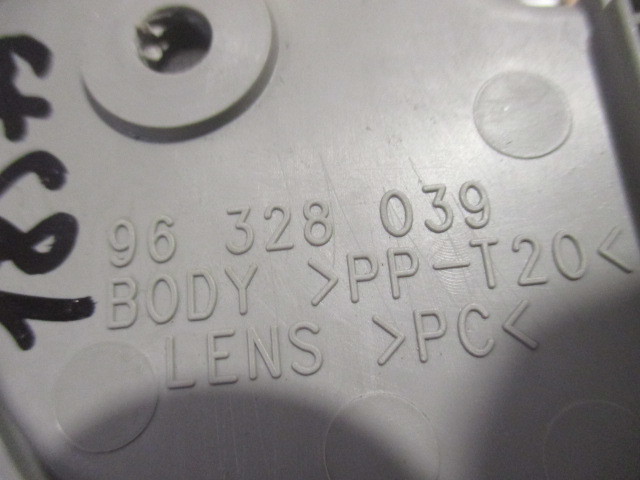 96 328 039
BODY >PP-T20<
LENS >PC<